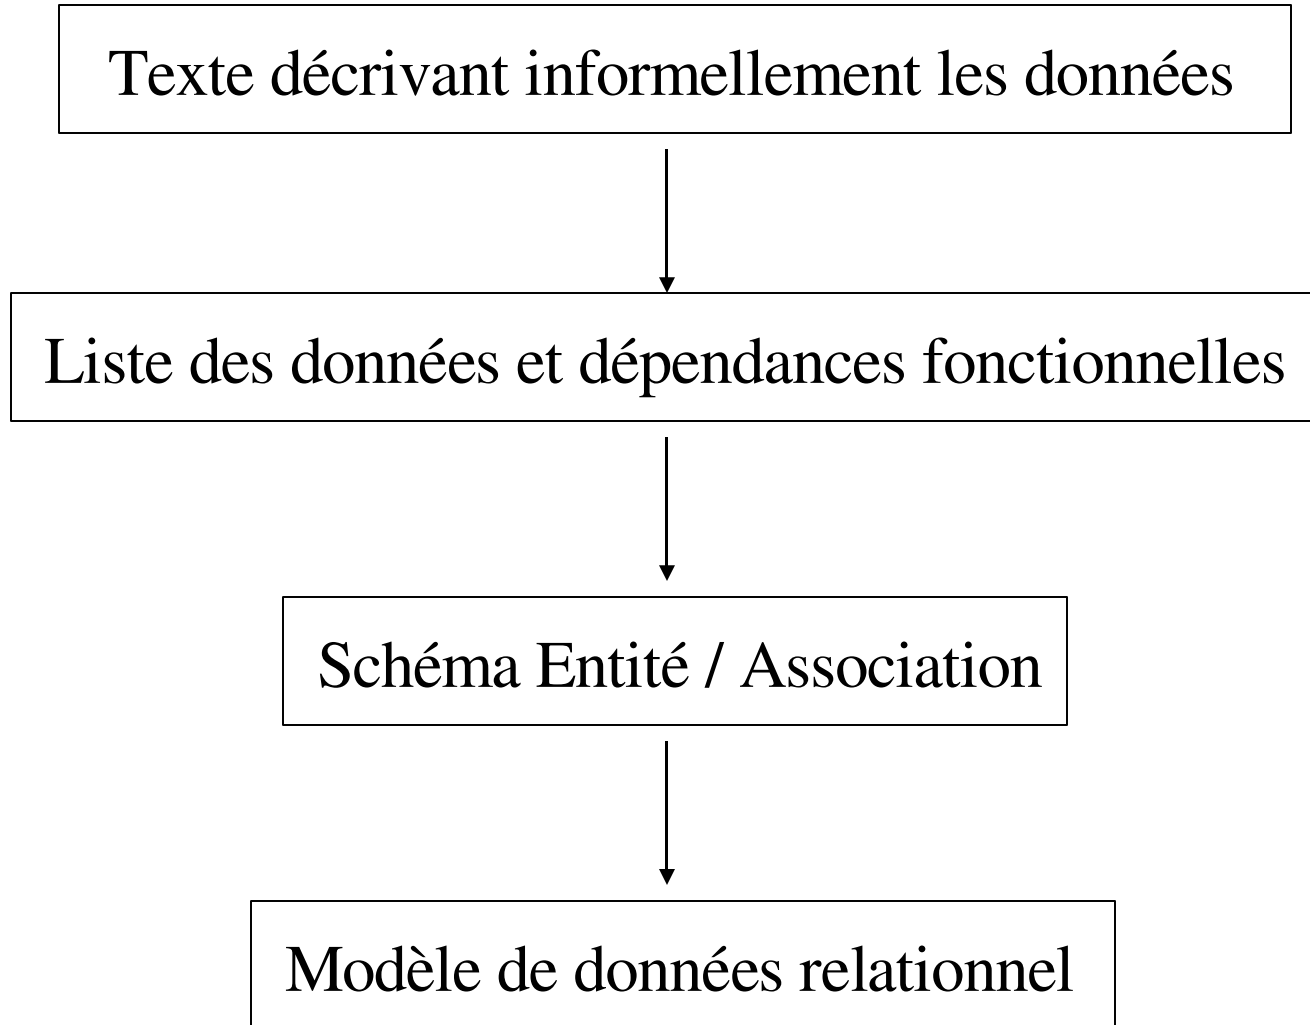 Texte décrivant informellement les données
Liste des données et dépendances fonctionnelles
Schéma Entité / Association
Modèle de données relationnel